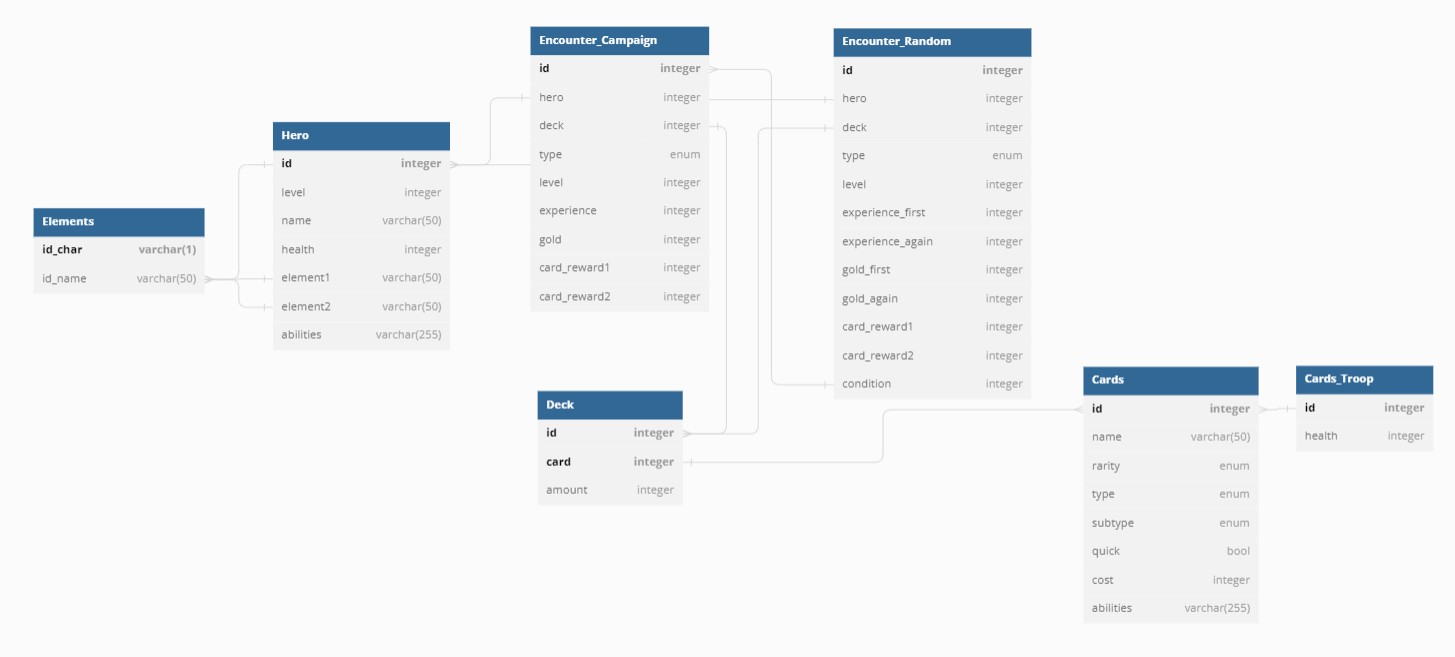 Elements
id_char varchar(1)
id_name varchar(50)
Hero
id integer
level integer
name varchar(50)
health integer
element1 varchar(50)
element2 varchar(50)
abilities varchar(255)
Encounter_Campaign
id integer
hero integer
deck integer
type enum
level integer
experience integer
gold integer
card_reward1 integer
card_reward2 integer
Deck
id integer
card integer
amount integer
Encounter_Random
id integer
hero integer
deck integer
type enum
level integer
experience_first integer
experience_again integer
gold_first integer
gold_again integer
card_reward1 integer
card_reward2 integer
condition integer
Cards
id integer
name varchar(50)
rarity enum
type enum
subtype enum
quick bool
cost integer
abilities varchar(255)
Cards_Troop
id integer
health integer